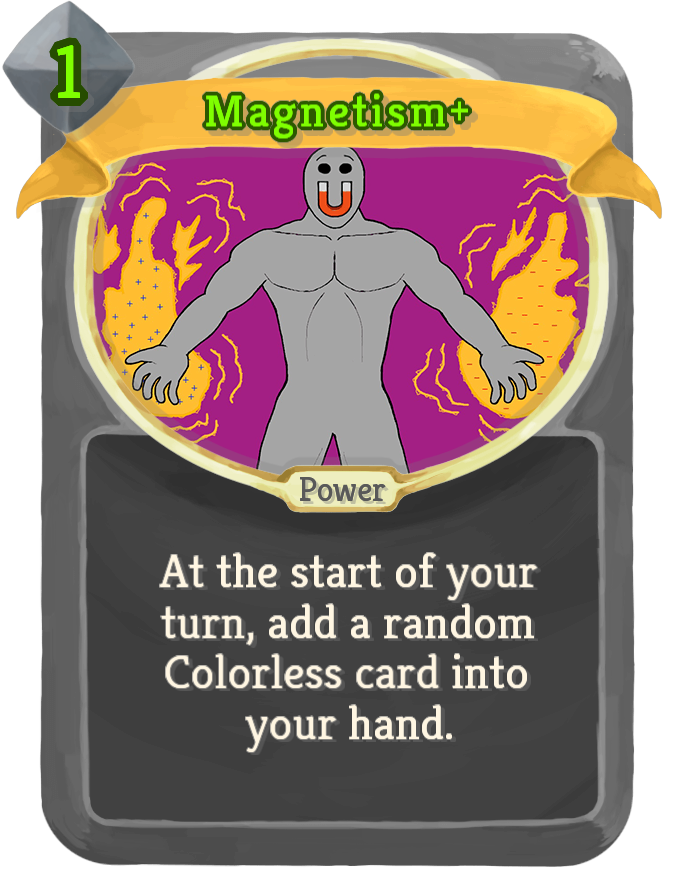 1
Magnetism+
Power
At the start of your
turn, add a random
Colorless card into
your hand.